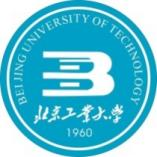 BEIJING UNIVERSITY OF TECHNOLOGY
北京工业大学
1960